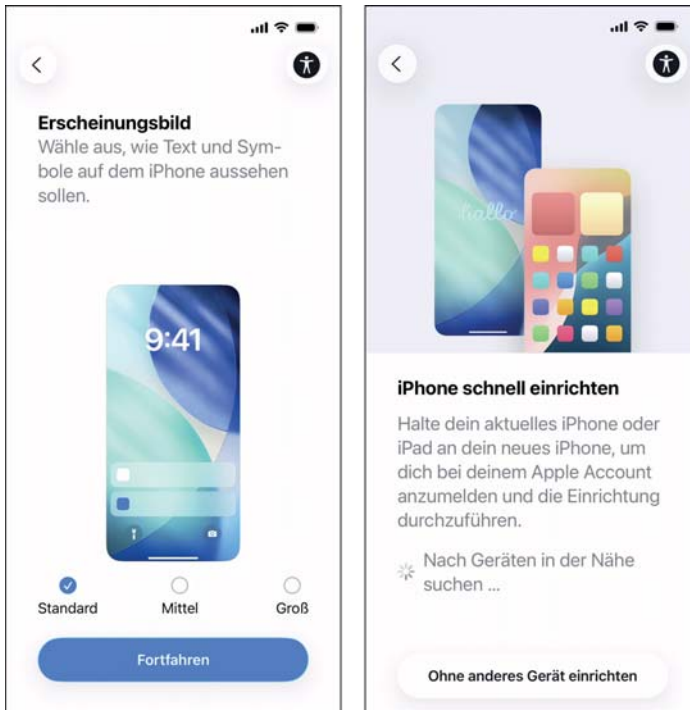 Erscheinungsbild
Wähle aus, wie Text und Sym-
bole auf dem iPhone aussehen
sollen.
9:41
Standard
Mittel
Groß
Fortfahren
hallo
iPhone schnell einrichten
Halte dein aktuelles iPhone oder
iPad an dein neues iPhone, um
dich bei deinem Apple Account
anzumelden und die Einrichtung
durchzuführen.
Nach Geräten in der Nähe
suchen ...
Ohne anderes Gerät einrichten